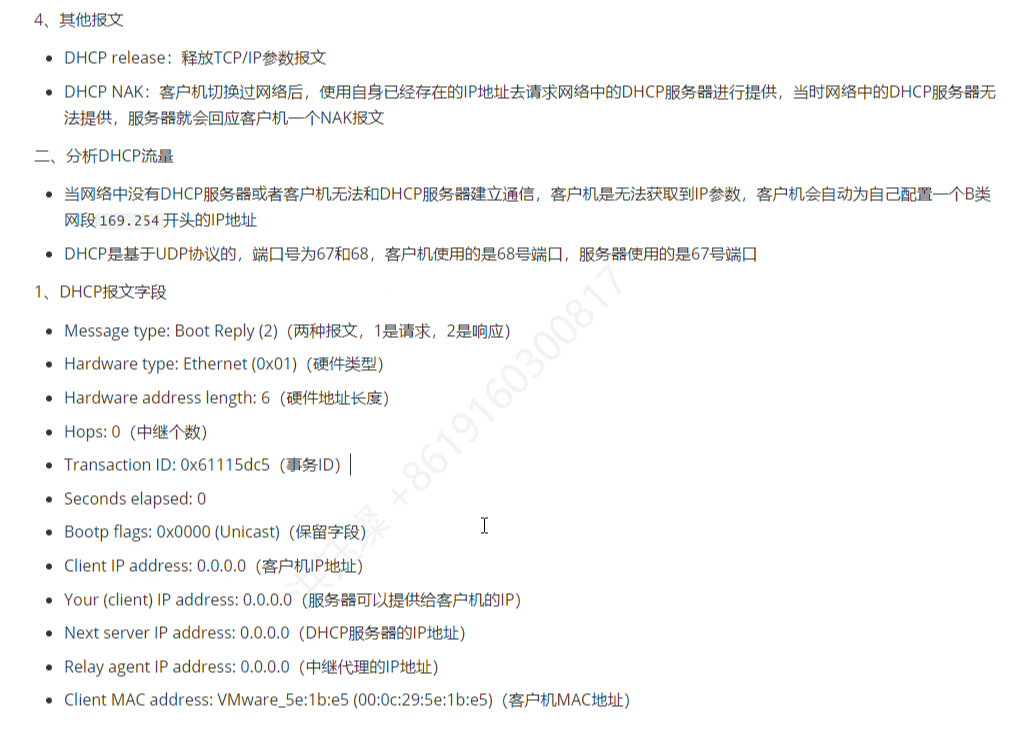 4、其他报文
DHCP release：释放TCP/IP参数报文
DHCP NAK：客户机切换过网络后，使用自身已经存在的IP地址去请求网络中的DHCP服务器进行提供，当时网络中的DHCP服务器无
法提供，服务器就会回应客户机一个NAK报文
二、分析DHCP流量
当网络中没有DHCP服务器或者客户机无法和DHCP服务器建立通信，客户机是无法获取到IP参数，客户机会自动为自己配置一个B类
网段169.254开头的IP地址
DHCP是基于UDP协议的，端口号为67和68，客户机使用的是68号端口，服务器使用的是67号端口
1、DHCP报文字段
Message type: Boot Reply (2)（两种报文，1是请求，2是响应）
Hardware type: Ethernet (0x01)（硬件类型）
Hardware address length: 6（硬件地址长度）
Hops: 0（中继个数）
Transaction ID: 0x61115dc5（事务ID）
Seconds elapsed: 0
Bootp flags: 0x0000 (Unicast)（保留字段）
Client IP address: 0.0.0.0（客户机IP地址）
Your (client) IP address: 0.0.0.0（服务器可以提供给客户机的IP）
Next server IP address: 0.0.0.0（DHCP服务器的IP地址）
Relay agent IP address: 0.0.0.0（中继代理的IP地址）
Client MAC address: VMware_5e:1b:e5 (00:0c:29:5e:1b:e5)（客户机MAC地址）
+8619160300817